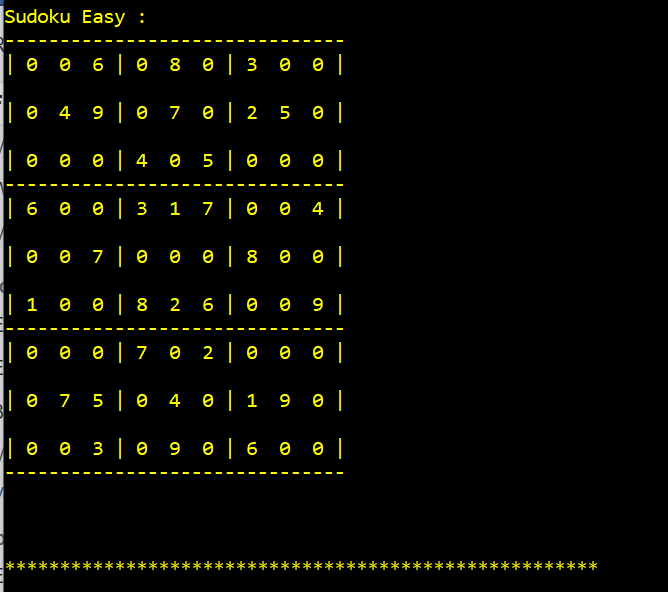 Sudoku Easy :
-------------------------------
| 0 0 6 | 0 8 0 | 3 0 0 |
| 0 4 9 | 0 7 0 | 2 5 0 |
| 0 0 0 | 4 0 5 | 0 0 0 |
-------------------------------
| 6 0 0 | 3 1 7 | 0 0 4 |
| 0 0 7 | 0 0 0 | 8 0 0 |
| 1 0 0 | 8 2 6 | 0 0 9 |
-------------------------------
| 0 0 0 | 7 0 2 | 0 0 0 |
| 0 7 5 | 0 4 0 | 1 9 0 |
| 0 0 3 | 0 9 0 | 6 0 0 |
-------------------------------
******************************************************